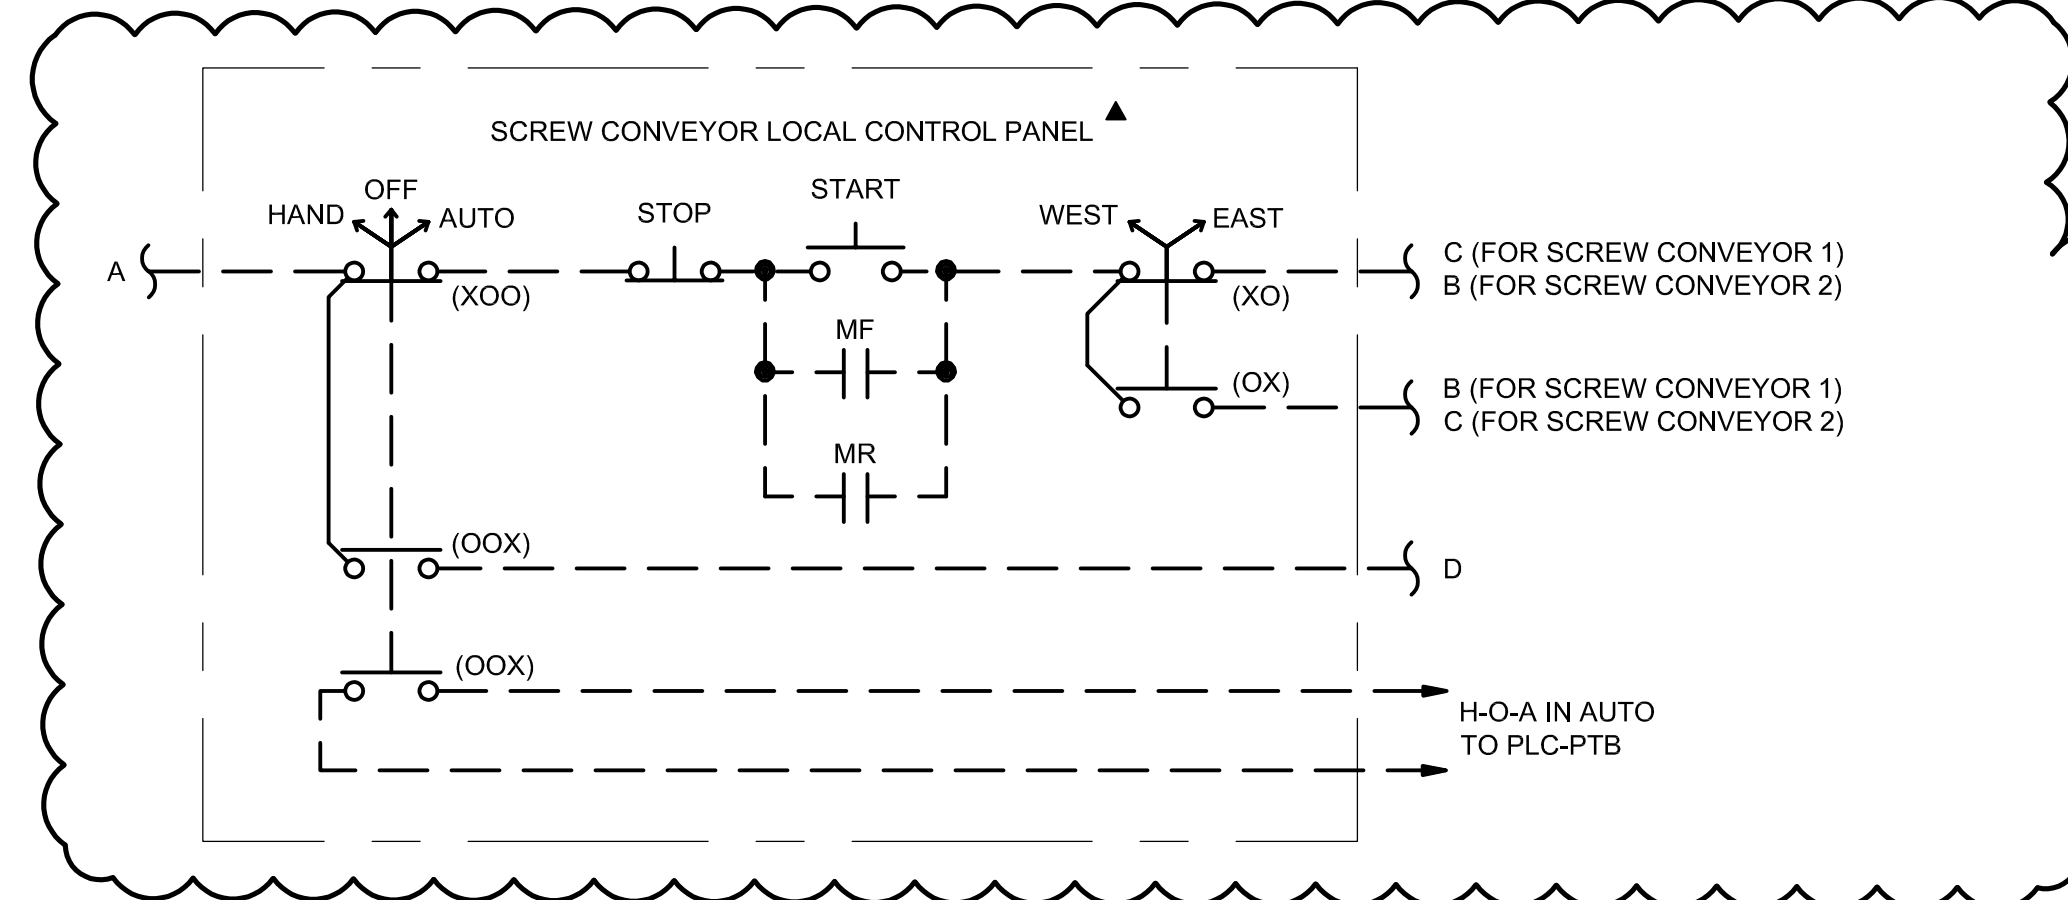 SCREW CONVEYOR LOCAL CONTROL PANEL
OFF
HAND
AUTO
STOP
START
WEST
EAST
A
(XOO)
(XO)
C (FOR SCREW CONVEYOR 1)
B (FOR SCREW CONVEYOR 2)
MF
(OX)
B (FOR SCREW CONVEYOR 1)
C (FOR SCREW CONVEYOR 2)
MR
(OOX)
D
(OOX)
H-O-A IN AUTO
TO PLC-PTB